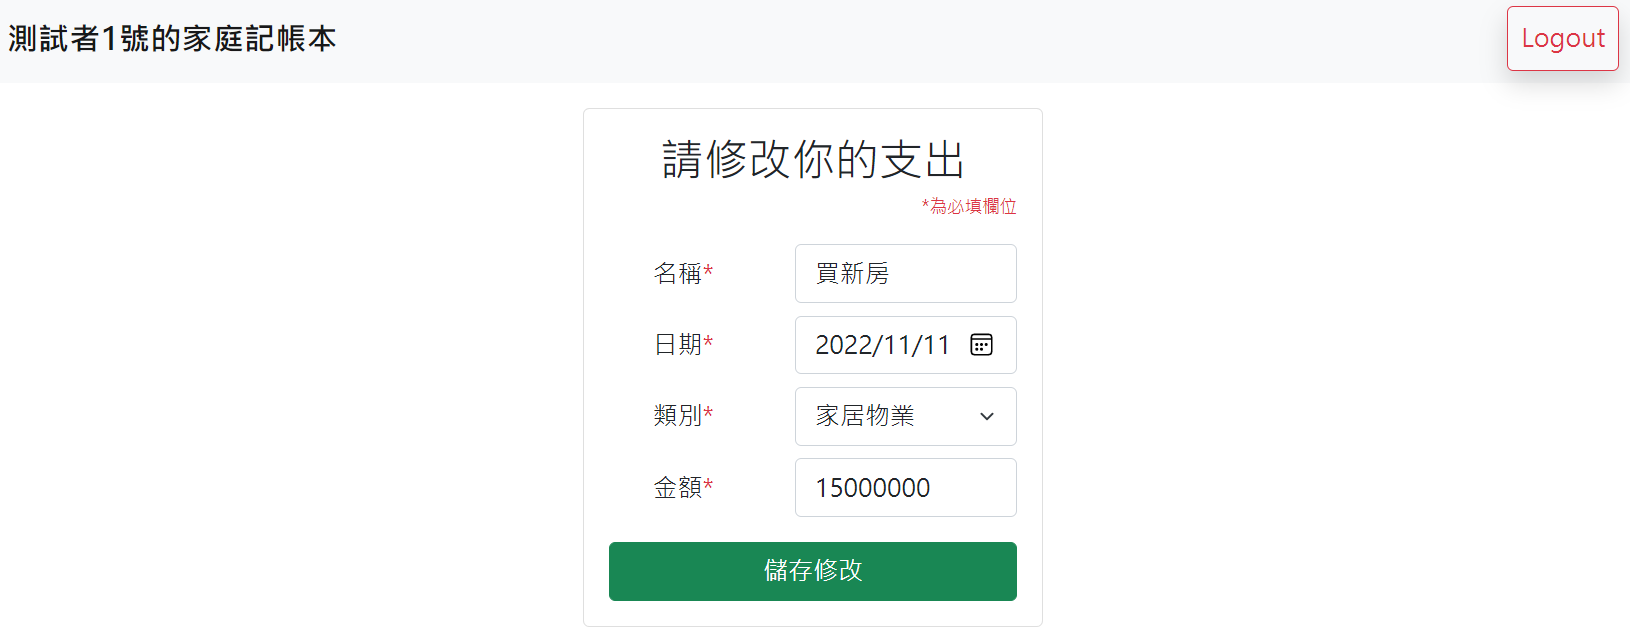 測試者1號的家庭記帳本
Logout
請修改你的支出
*為必填欄位
名稱* 買新房
日期* 2022/11/11
類別* 家居物業
金額* 15000000
儲存修改